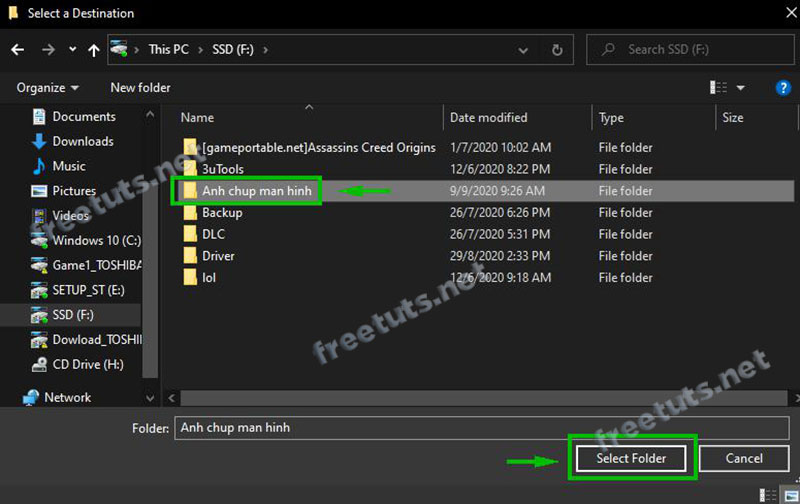 Select a Destination
This PC > SSD (F:) >
Search SSD (F:)
Organize
New folder
Name Date modified Type Size
Documents
Downloads
Music
Pictures
Videos
Windows 10 (C:)
Game1_TOSHIBA
SETUP_ST (E:)
SSD (F:)
Dowload_TOSHI
CD Drive (H:)
Network
[gameportable.net]Assassins Creed Origins 1/7/2020 10:02 AM File folder
3uTools 12/6/2020 8:22 PM File folder
Anh chup man hinh 9/9/2020 9:26 AM File folder
Backup 26/7/2020 6:26 PM File folder
DLC 26/7/2020 5:31 PM File folder
Driver 29/8/2020 2:33 PM File folder
lol 12/6/2020 9:18 AM File folder
Folder: Anh chup man hinh
Select Folder
Cancel
freetuts.net
freetuts.net
freetuts.net